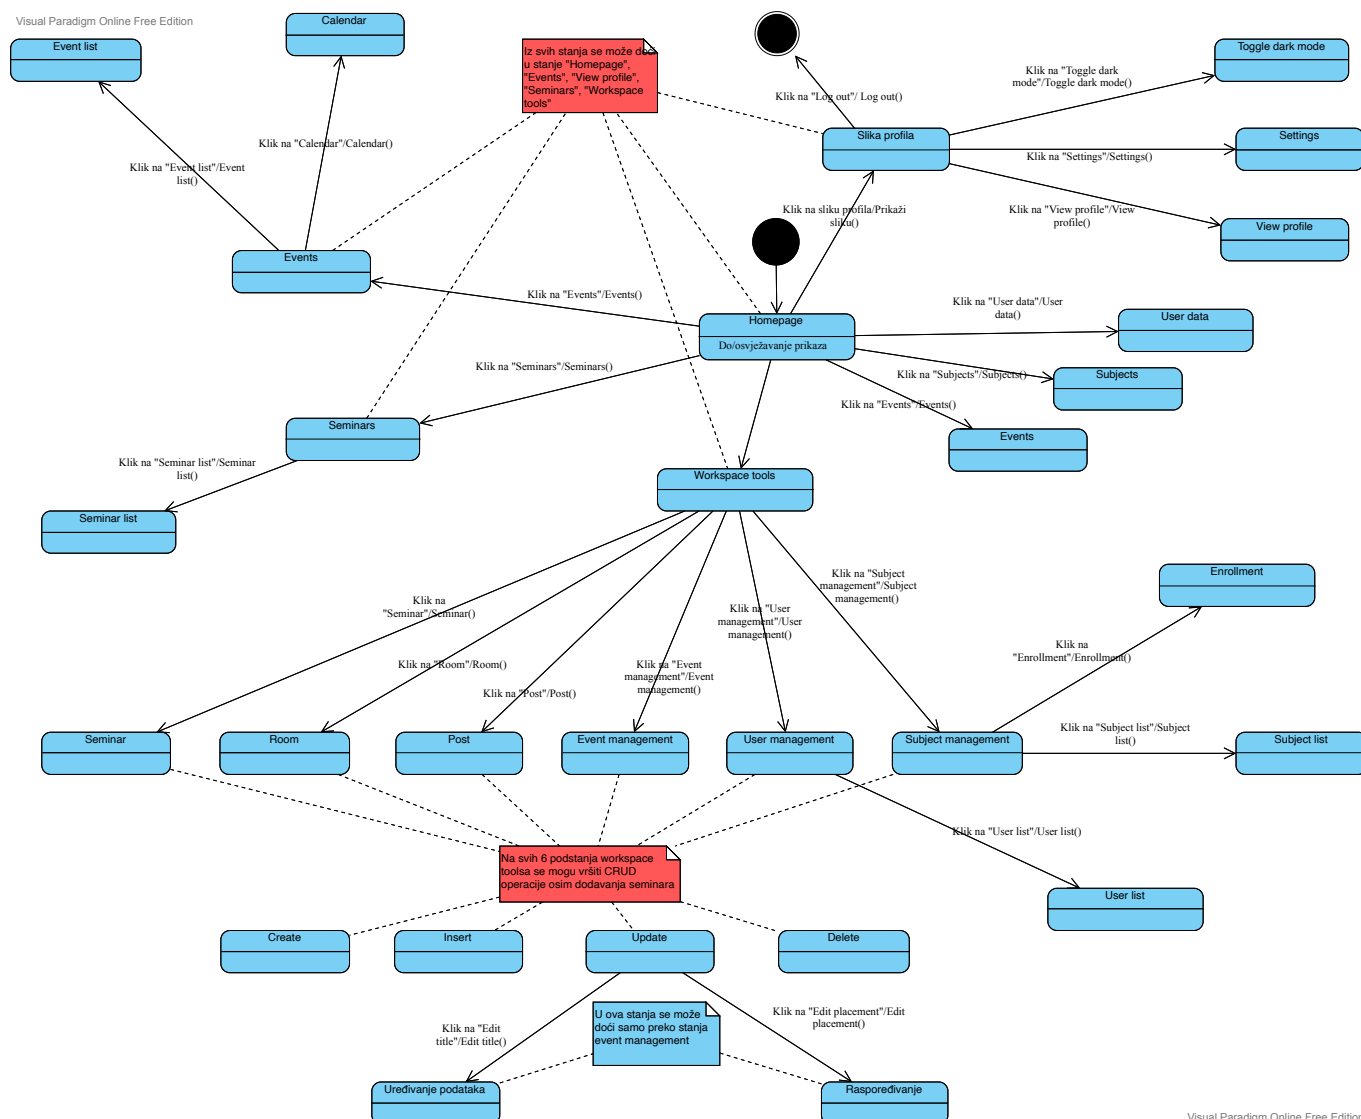 Visual Paradigm Online Free Edition
Calendar
Event list
Iz svih stanja se može doći
u stanje "Homepage",
"Events", "View profile",
"Seminars", "Workspace
tools"
Toggle dark mode
Klik na "Toggle dark
mode"/Toggle dark mode()
Klik na "Log out"/ Log out()
Slika profila
Settings
Klik na "Calendar"/Calendar()
Klik na "Settings"/Settings()
Klik na "Event list"/Event
list()
Klik na sliku profila/Prikaži
sliku()
Klik na "View profile"/View
profile()
View profile
Events
Klik na "Events"/Events()
Klik na "User data"/User
data()
User data
Homepage
Do/osvježavanje prikaza
Klik na "Seminars"/Seminars()
Klik na "Subjects"/Subjects()
Subjects
Klik na "Events"/Events()
Seminars
Events
Klik na "Seminar list"/Seminar
list()
Workspace tools
Seminar list
Klik na
"Seminar"/Seminar()
Klik na "Room"/Room()
Klik na "Post"/Post()
Klik na "Event
management"/Event
management()
Klik na "User
management"/User
management()
Klik na "Subject
management"/Subject
management()
Enrollment
Klik na
"Enrollment"/Enrollment()
Seminar
Room
Post
Event management
User management
Subject management
Klik na "Subject list"/Subject
list()
Subject list
Klik na "User list"/User list()
Na svih 6 podstanja workspace
toolsa se mogu vršiti CRUD
operacije osim dodavanja seminara
User list
Create
Insert
Update
Delete
Klik na "Edit
title"/Edit title()
U ova stanja se može
doći samo preko stanja
event management
Klik na "Edit placement"/Edit
placement()
Uređivanje podataka
Raspoređivanje
Visual Paradigm Online Free Edition